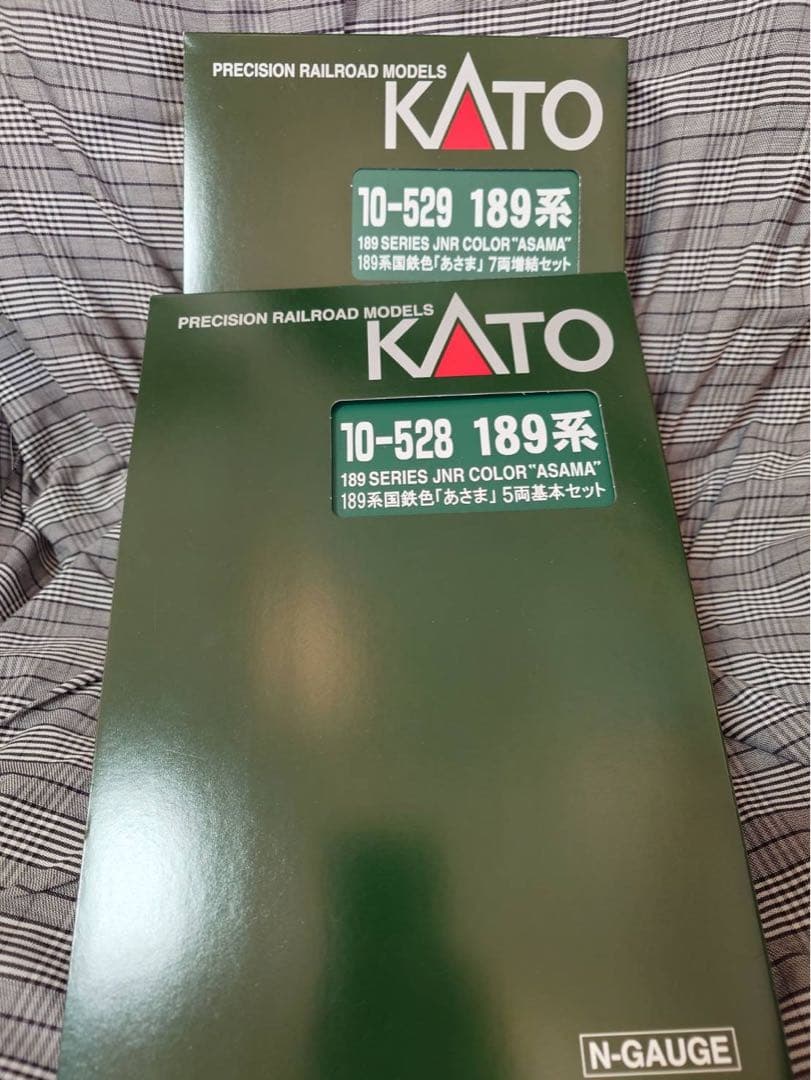 PRECISION RAILROAD MODELS
KATO
10-529 189系
189 SERIES JNR COLOR "ASAMA"
189系国鉄色「あさま」7両増結セット
PRECISION RAILROAD MODELS
KATO
10-528 189系
189 SERIES JNR COLOR "ASAMA"
189系国鉄色「あさま」5両基本セット
N-GAUGE